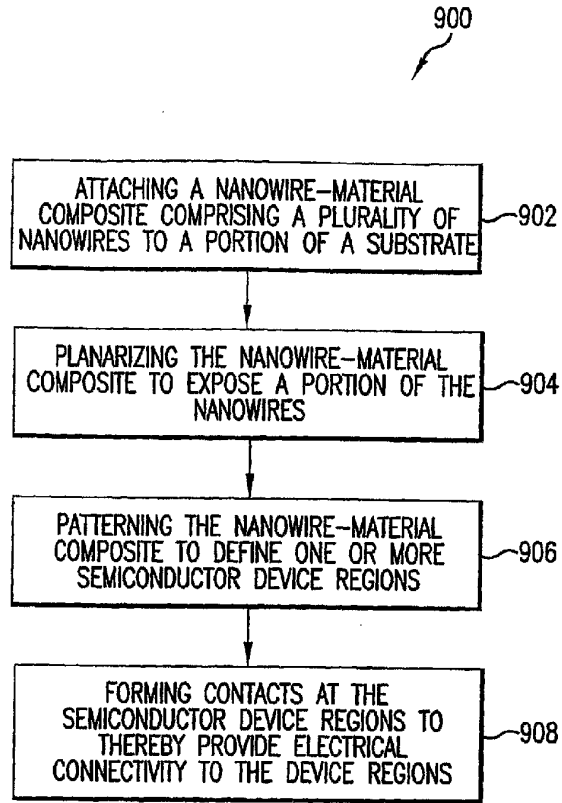 900
ATTACHING A NANOWIRE-MATERIAL
COMPOSITE COMPRISING A PLURALITY OF
NANOWIRES TO A PORTION OF A SUBSTRATE
902
PLANARIZING THE NANOWIRE-MATERIAL
COMPOSITE TO EXPOSE A PORTION OF THE
NANOWIRES
904
PATTERNING THE NANOWIRE-MATERIAL
COMPOSITE TO DEFINE ONE OR MORE
SEMICONDUCTOR DEVICE REGIONS
906
FORMING CONTACTS AT THE
SEMICONDUCTOR DEVICE REGIONS TO
THEREBY PROVIDE ELECTRICAL
CONNECTIVITY TO THE DEVICE REGIONS
908